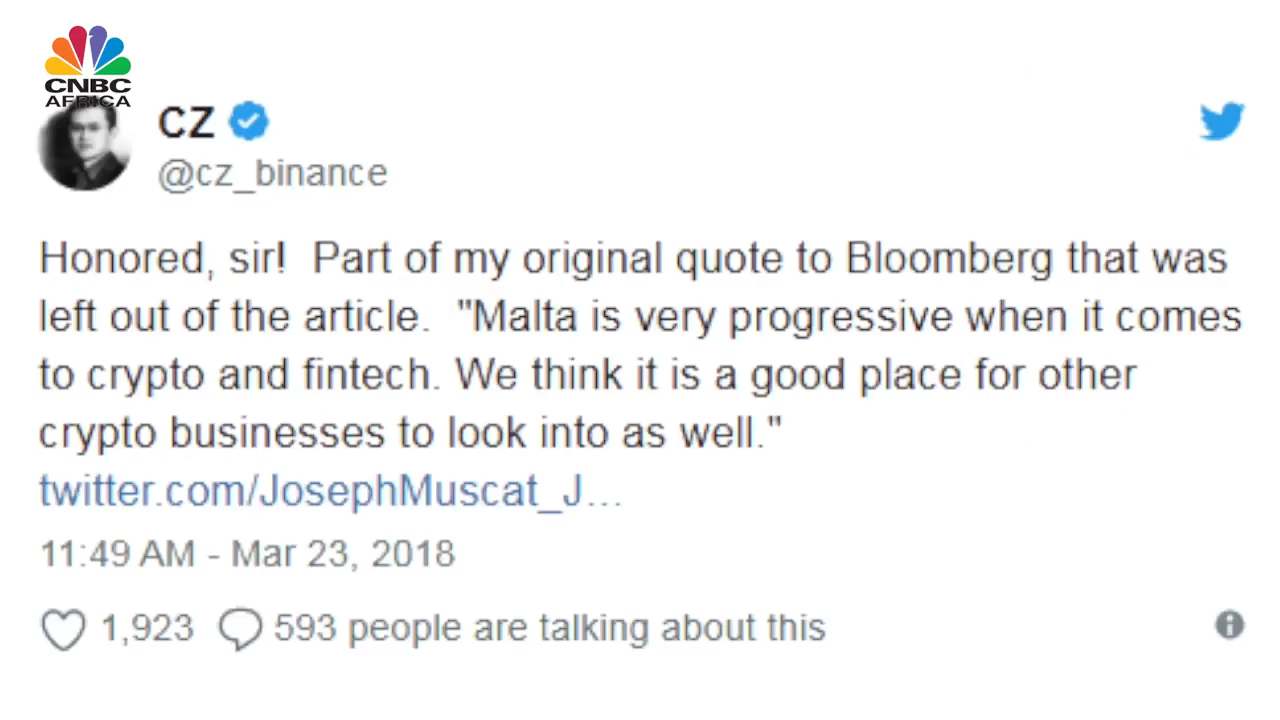 CNBC
AFRICA
CZ
@cz_binance
Honored, sir!  Part of my original quote to Bloomberg that was
left out of the article.  "Malta is very progressive when it comes
to crypto and fintech. We think it is a good place for other
crypto businesses to look into as well."
twitter.com/JosephMuscat_J...
11:49 AM - Mar 23, 2018
1,923 593 people are talking about this